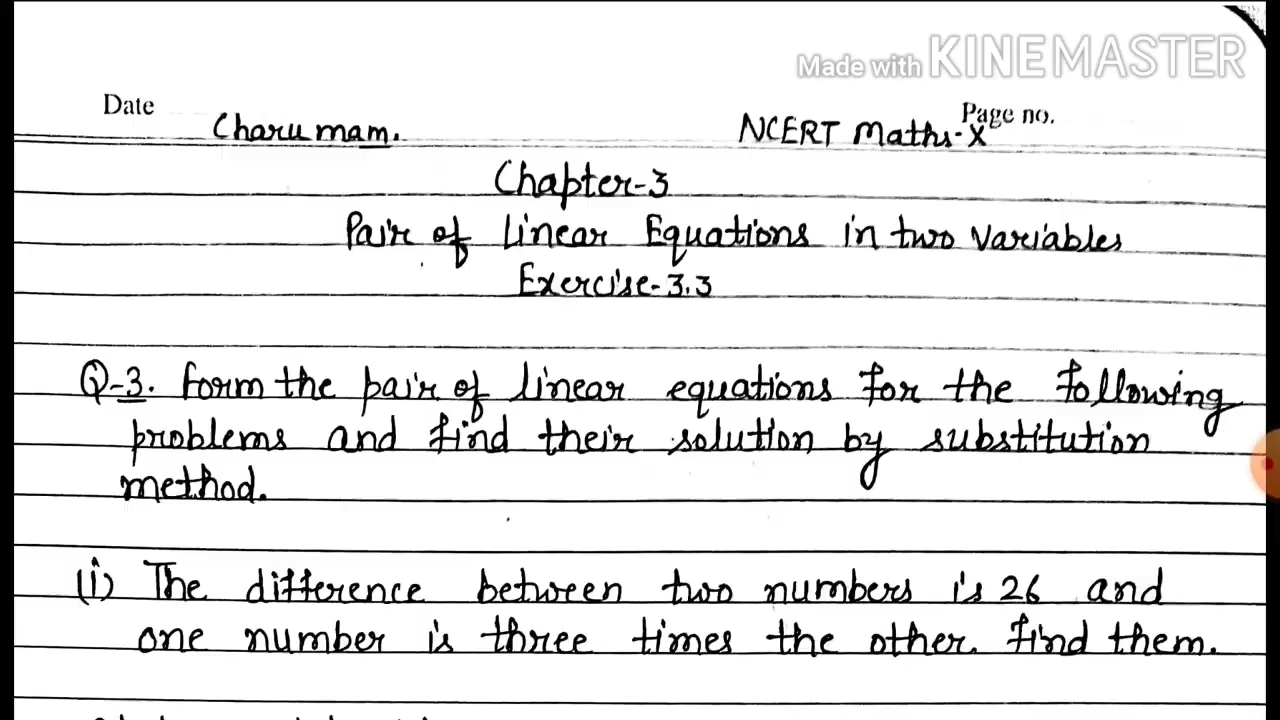 Made with KINEMASTER
Date
Page no.
Charu mam.
NCERT Maths-X
Chapter-3
Pair of Linear Equations in two Variables
Exercise-3.3
Q-3. Form the pair of linear equations for the following
problems and find their solution by substitution
method.
(i) The difference between two numbers is 26 and
one number is three times the other. Find them.